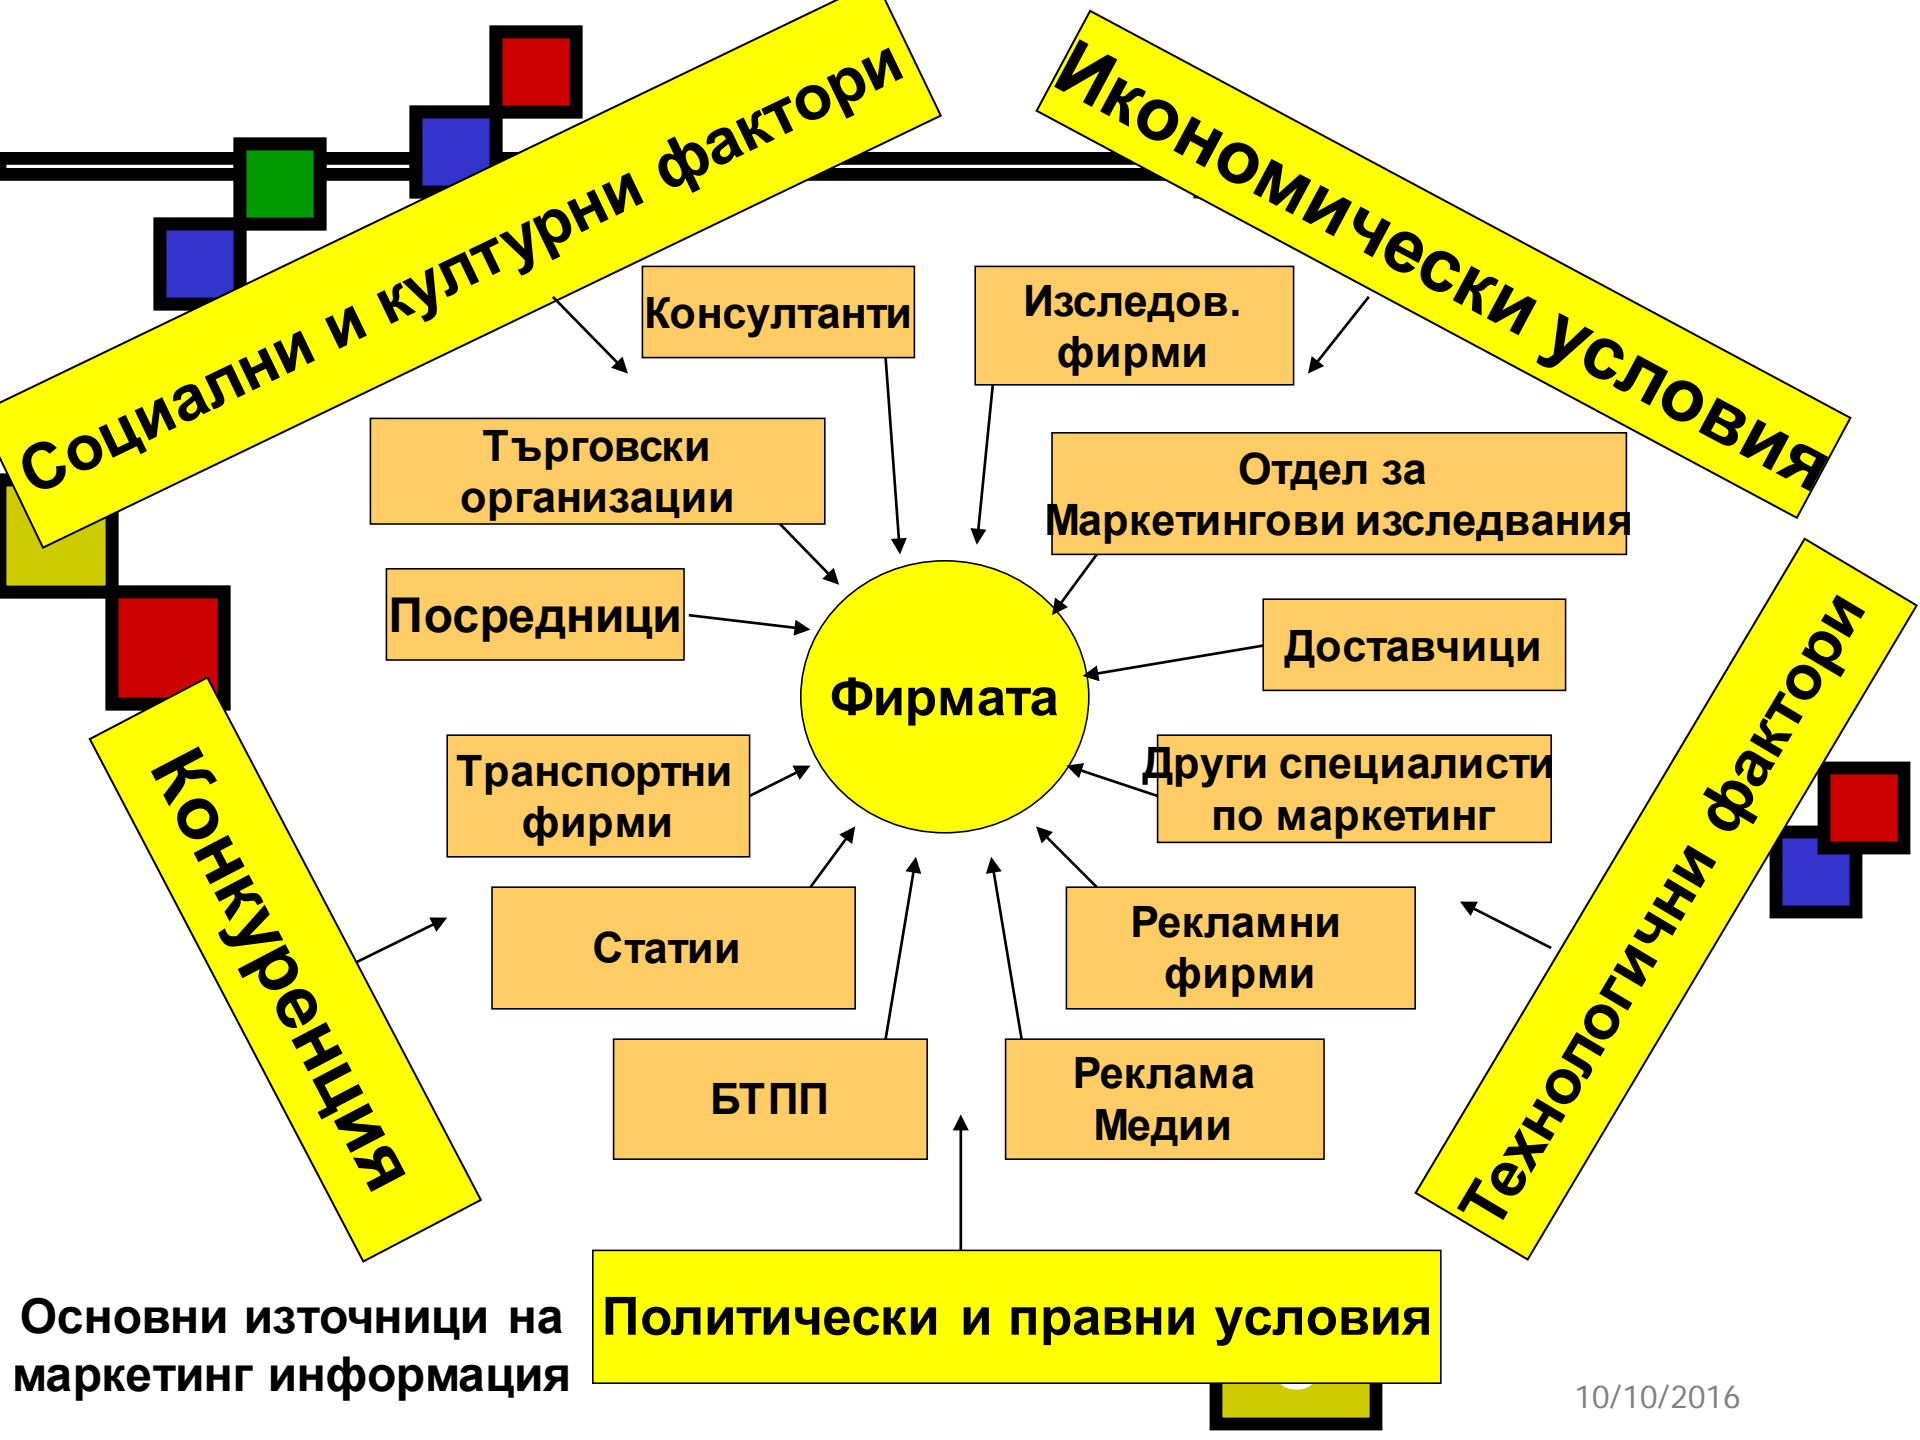 Социални и културни фактори
Икономически условия
Консултанти
Изследов.
фирми
Търговски
организации
Отдел за
Маркетингови изследвания
Посредници
Доставчици
Фирмата
Транспортни
фирми
Други специалисти
по маркетинг
Конкуренция
Технологични фактори
Статии
Рекламни
фирми
БТПП
Реклама
Медии
Политически и правни условия
Основни източници на
маркетинг информация
10/10/2016